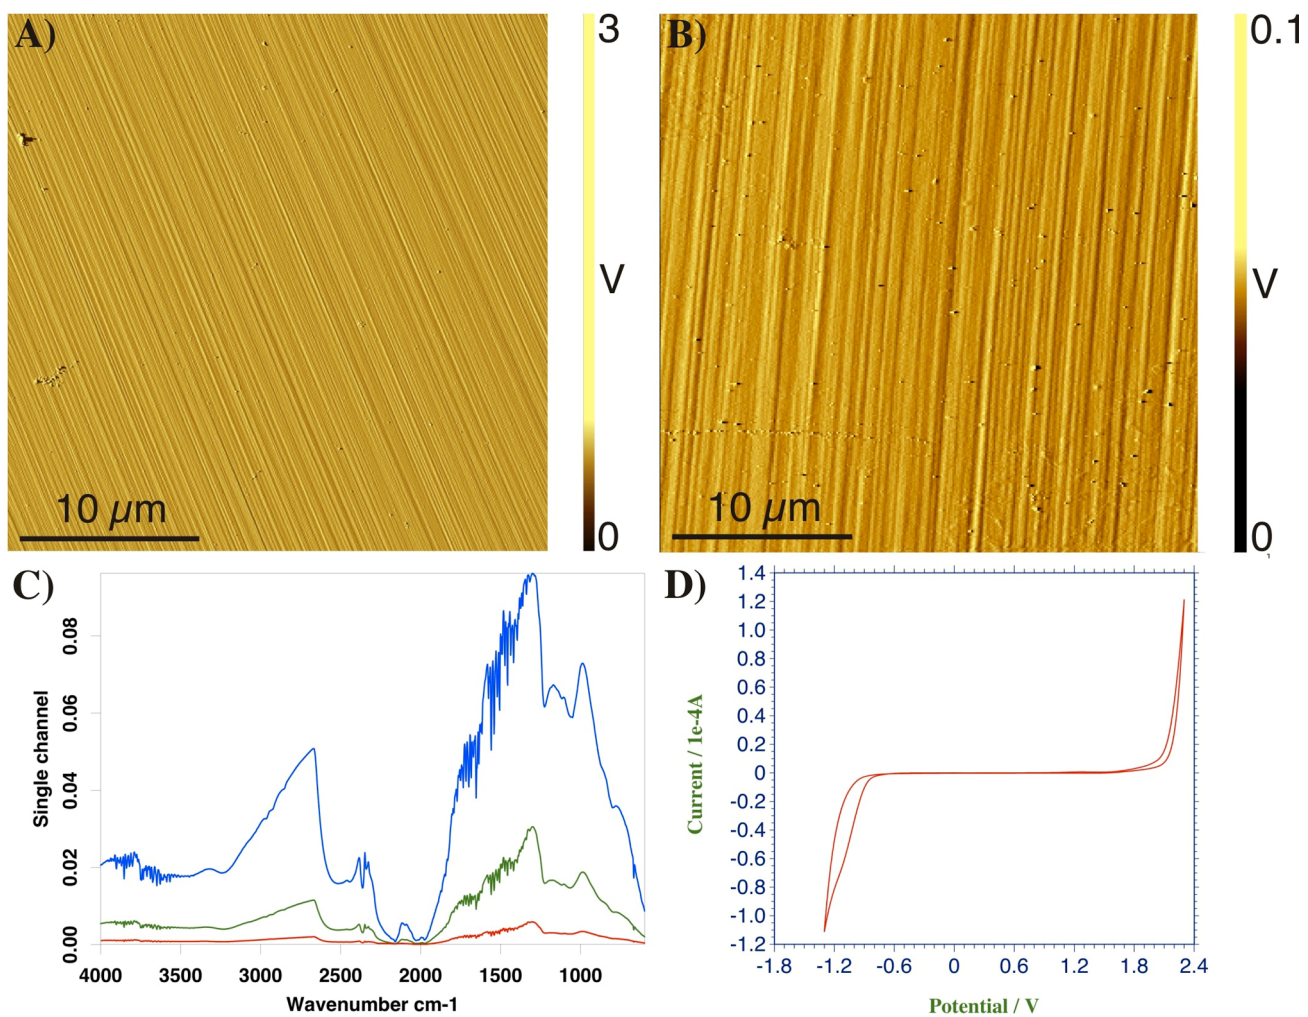 A)
3
V
0
10 µm
B)
0.1
V
0
10 µm
C)
Single channel
0.08
0.06
0.04
0.02
0.00
4000 3500 3000 2500 2000 1500 1000
Wavenumber cm-1
D)
Current / 1e-4A
1.4
1.2
1.0
0.8
0.6
0.4
0.2
0
-0.2
-0.4
-0.6
-0.8
-1.0
-1.2
-1.8 -1.2 -0.6 0 0.6 1.2 1.8 2.4
Potential / V